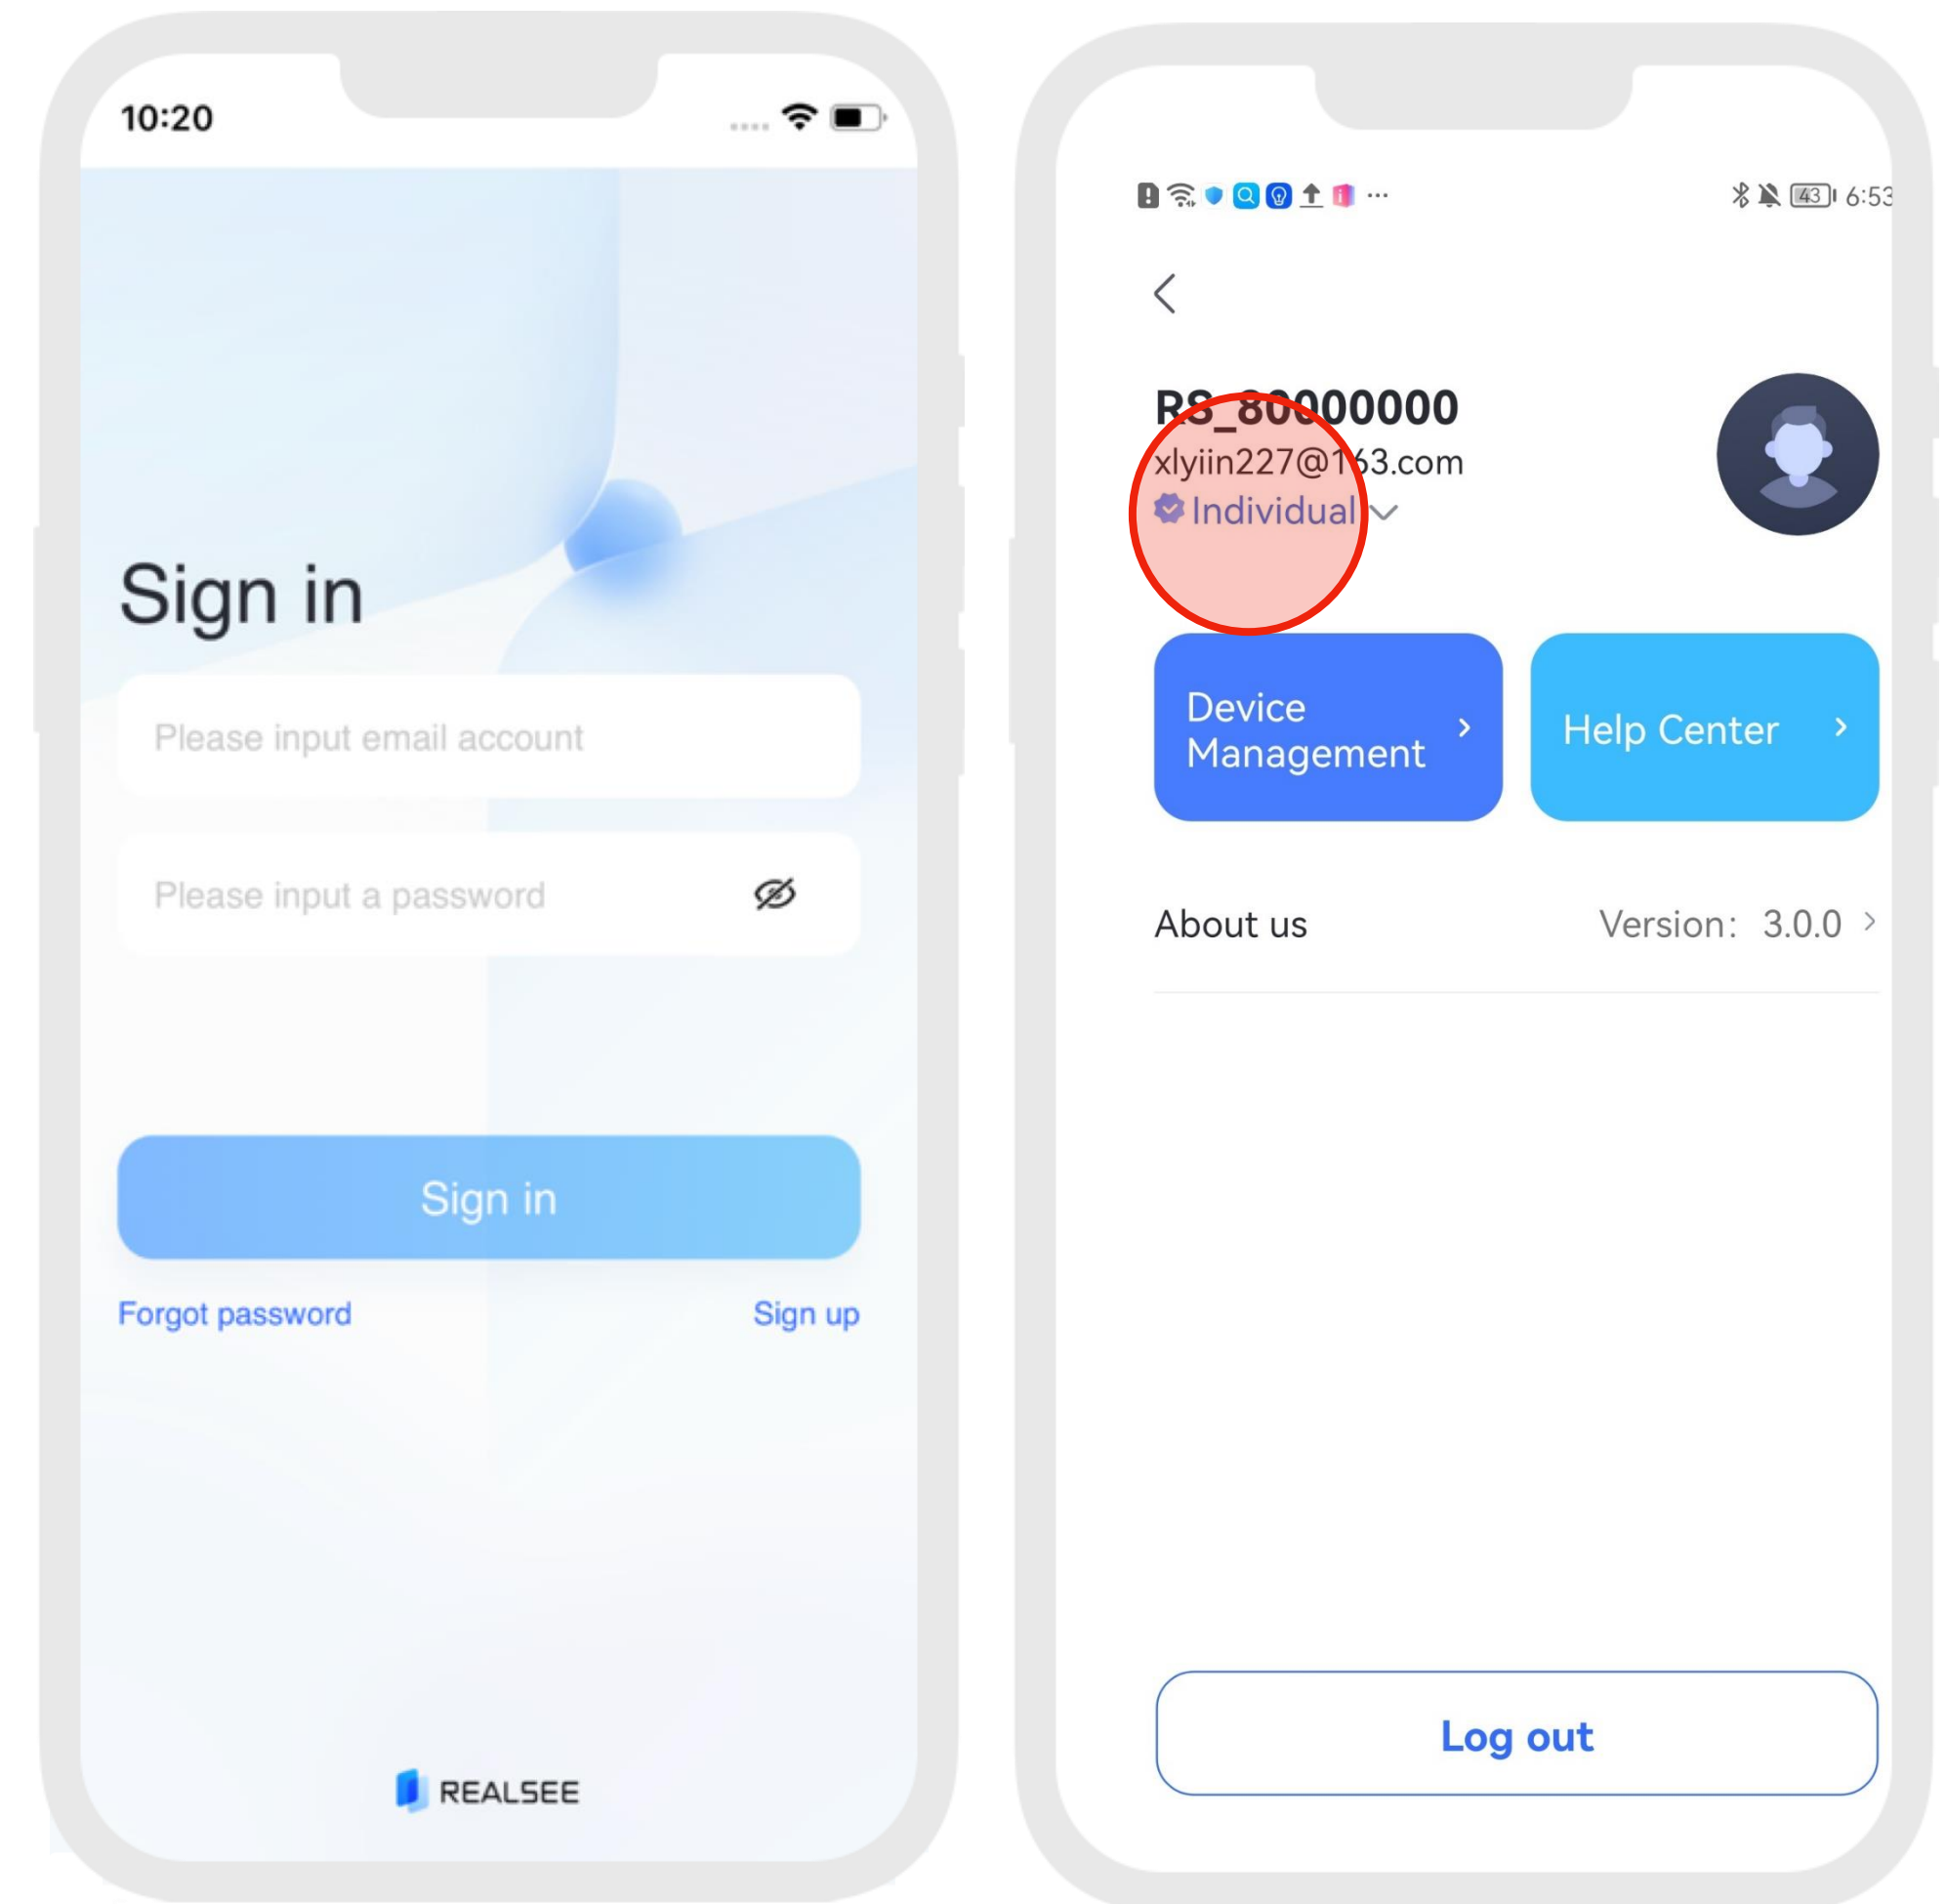 10:20
Sign in
Please input email account
Please input a password
Sign in
Forgot password
Sign up
REALSEE
43 6:53
RS_80000000
xlyiin227@163.com
Individual
Device
Management
Help Center
About us
Version: 3.0.0
Log out